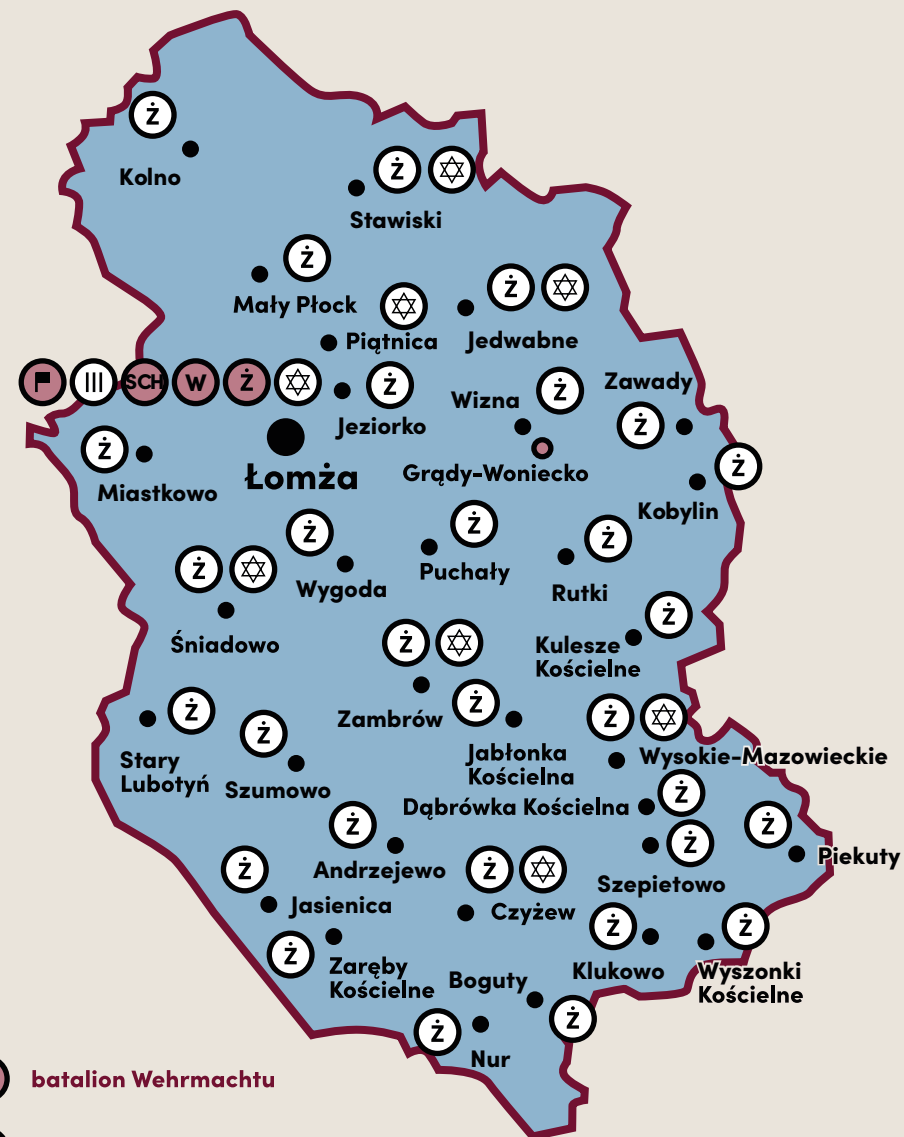 Ż
Kolno
Ż
Stawiski
Ż
Mały Płock
Ż
Jedwabne
Piątnica
SCH W Ż
Ż
Jeziorko
Ż
Wizna
Zawady
Ż
Ż
Miastkowo
Łomża
Grądy-Woniecko
Ż
Kobylin
Ż
Wygoda
Ż
Puchały
Ż
Rutki
Ż
Śniadowo
Ż
Kulesze
Kościelne
Ż
Zambrów
Ż
Jabłonka
Kościelna
Ż
Wysokie-Mazowieckie
Ż
Stary
Lubotyń
Ż
Szumowo
Dąbrówka Kościelna
Ż
Ż
Andrzejewo
Ż
Szepietowo
Ż
Piekuty
Ż
Jasienica
Ż
Czyżew
Ż
Zaręby
Kościelne
Ż
Klukowo
Ż
Wyszonki
Kościelne
Boguty
Ż
Ż
Nur
batalion Wehrmachtu